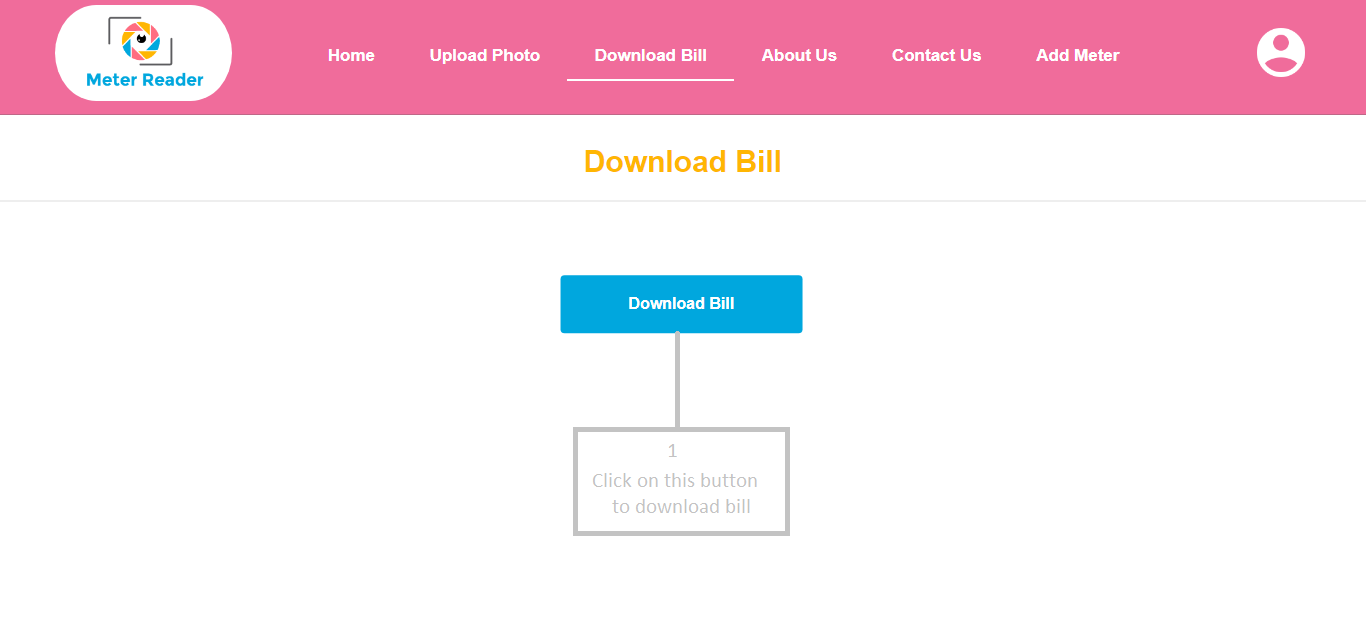 Meter Reader
Home Upload Photo Download Bill About Us Contact Us Add Meter
Download Bill
Download Bill
1
Click on this button
to download bill